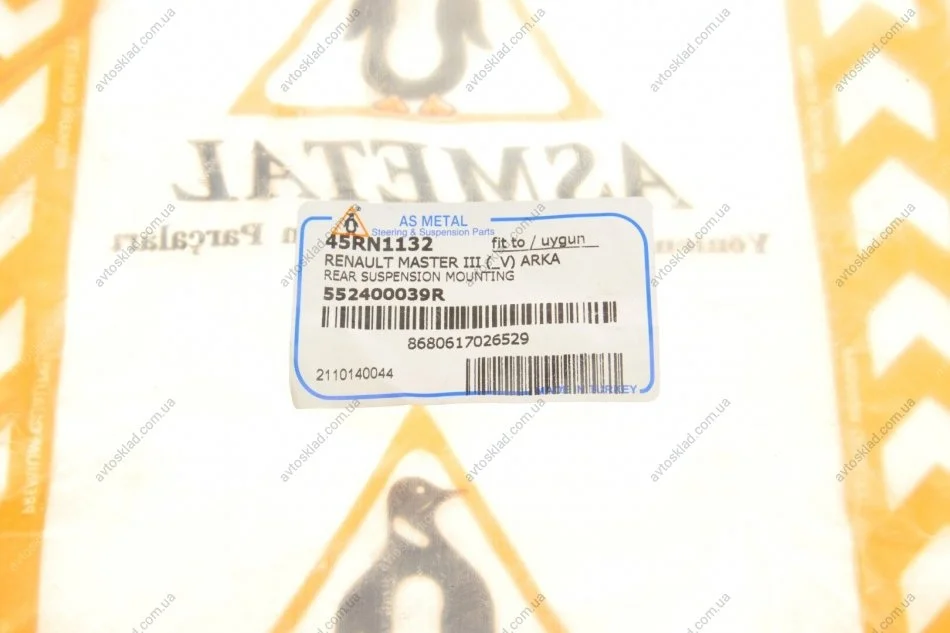 ASMETAL
AS METAL
Steering & Suspension Parts
45RN1132 fit to / uygun
RENAULT MASTER III (_V) ARKA
REAR SUSPENSION MOUNTING
552400039R
8680617026529
2110140044
MADE IN TURKEY
Parçaları
avtosklad.com.ua